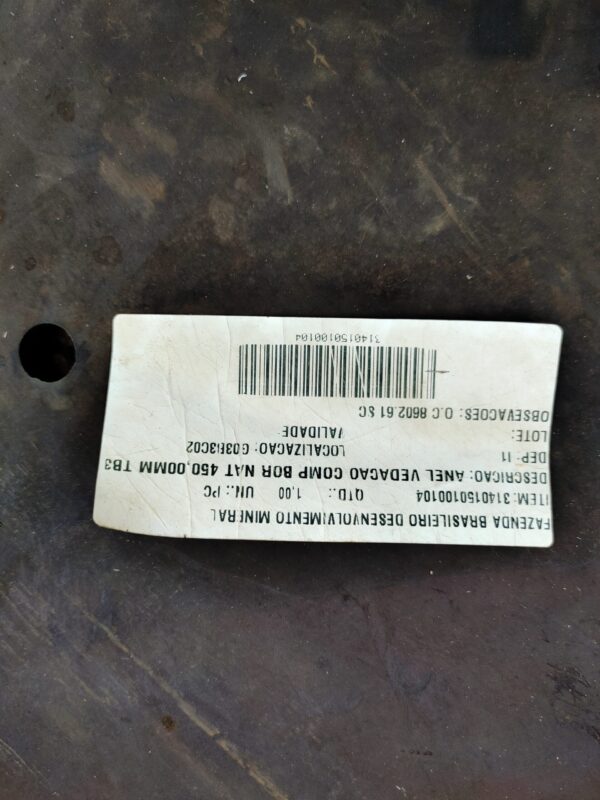 FAZENDA BRASILEIRO DESENVOLVIMENTO MINERAL
ITEM: 3140150100104 QTD.: 1,00 UN.: PC
DESCRICAO: ANEL VEDACAO COMP BOR NAT 450,00MM TB3
DEP: 11 LOCALIZACAO: G03F3C02
LOTE: VALIDADE
OBSEVACOES: O.C 8602.61 SC
3140150100104